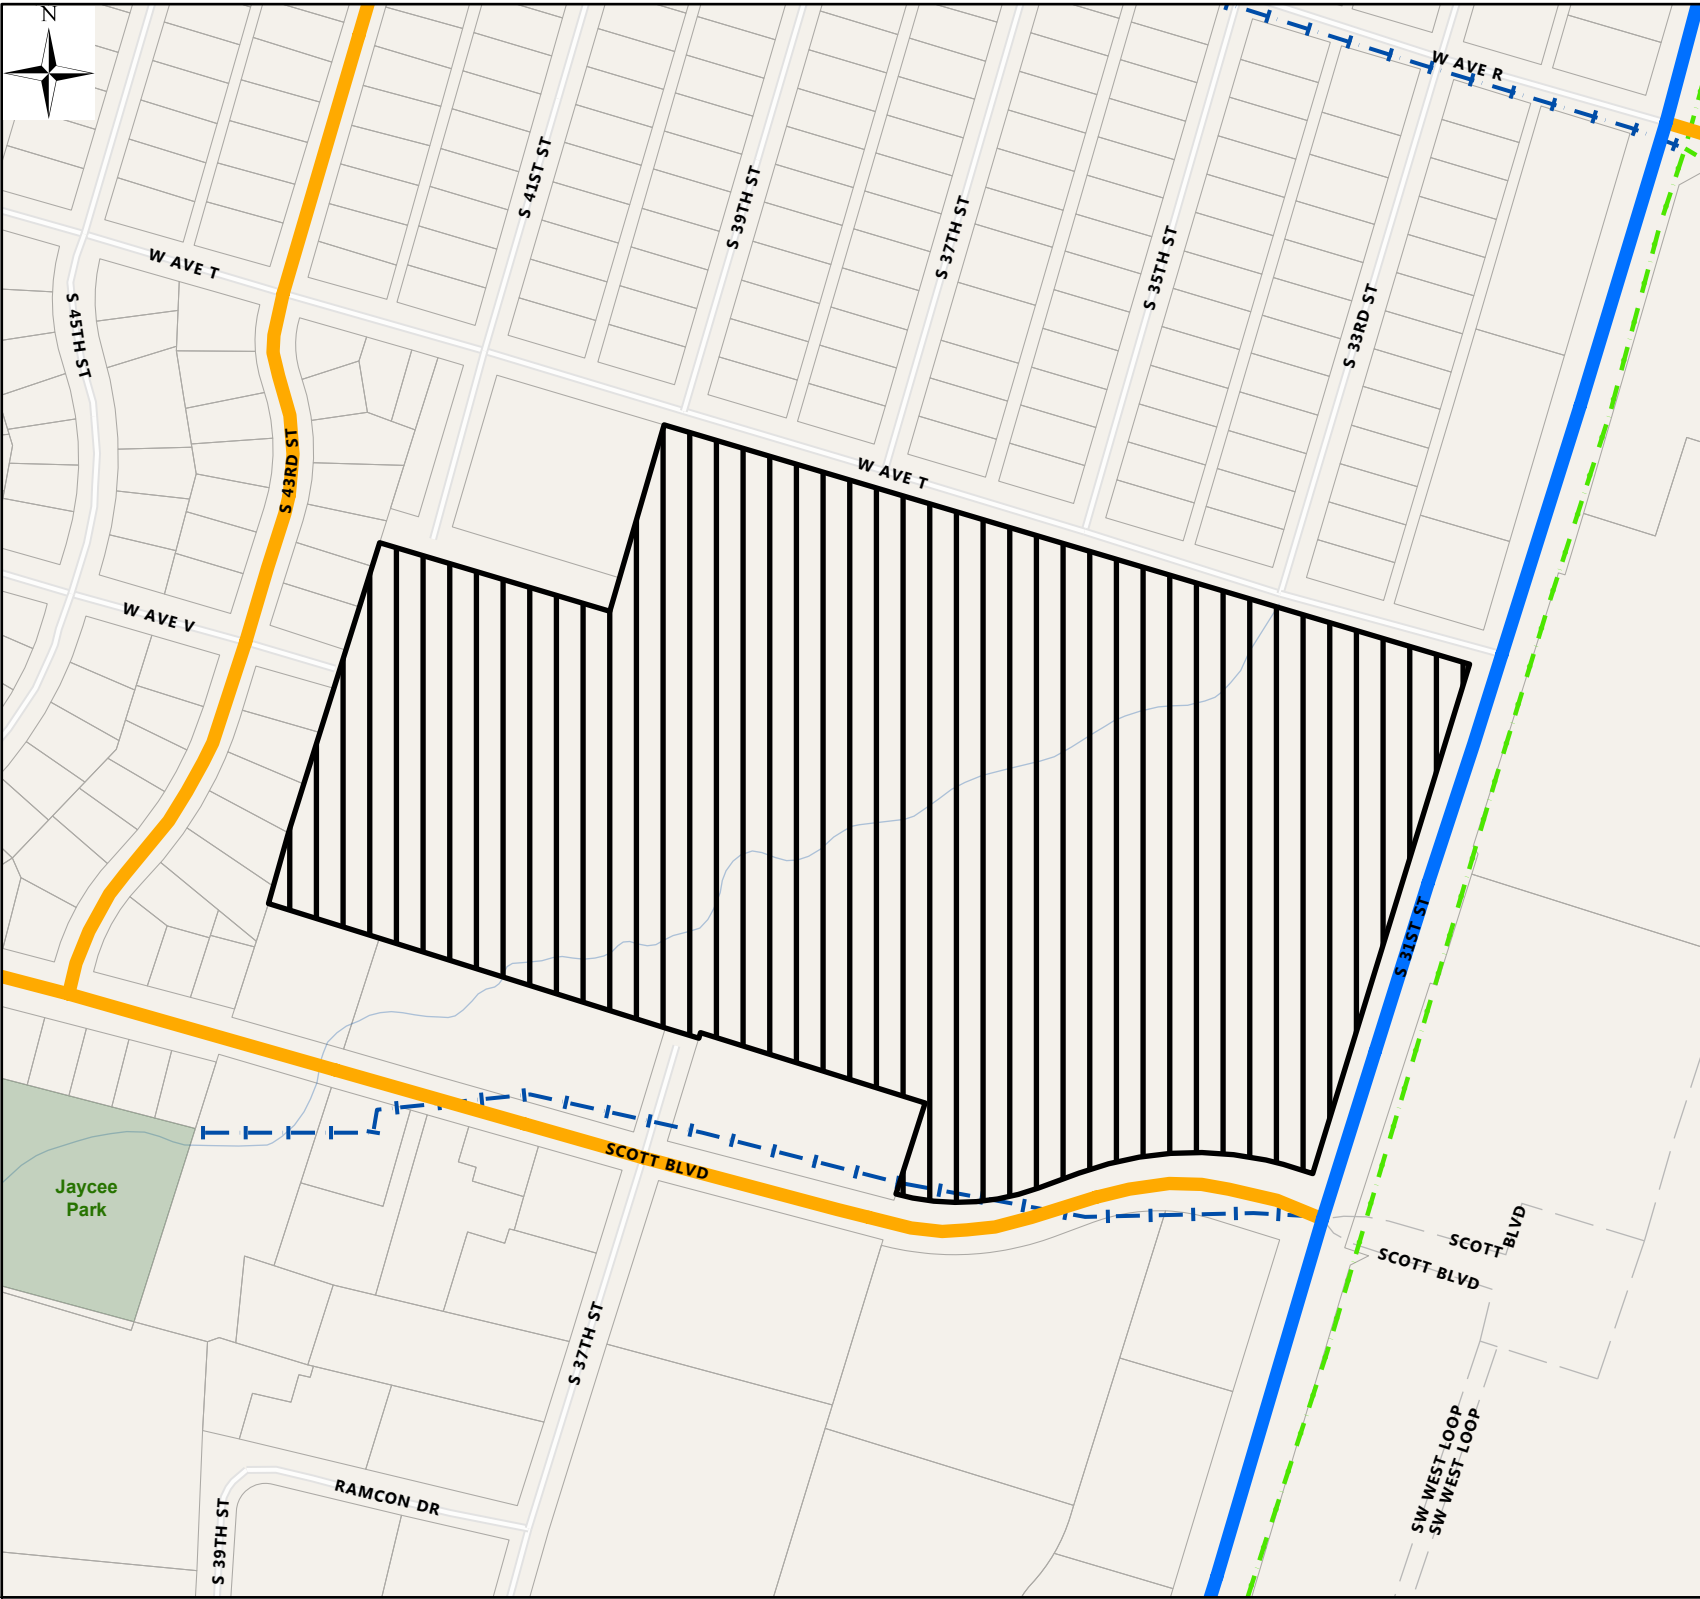 N
W AVE R
S 41ST ST
S 39TH ST
S 37TH ST
S 35TH ST
W AVE T
S 45TH ST
S 33RD ST
S 43RD ST
W AVE T
W AVE V
S 31ST ST
SCOTT BLVD
Jaycee
Park
SCOTT BLVD
SCOTT BLVD
S 37TH ST
SW WEST LOOP
SW WEST LOOP
RAMCON DR
S 39TH ST